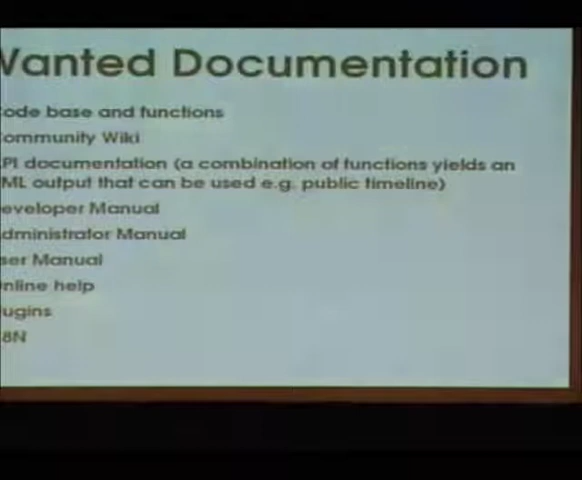 Wanted Documentation
ode base and functions
ommunity Wiki
PI documentation (a combination of functions yields an
ML output that can be used e.g. public timeline)
eveloper Manual
dministrator Manual
ser Manual
nline help
ugins
8N